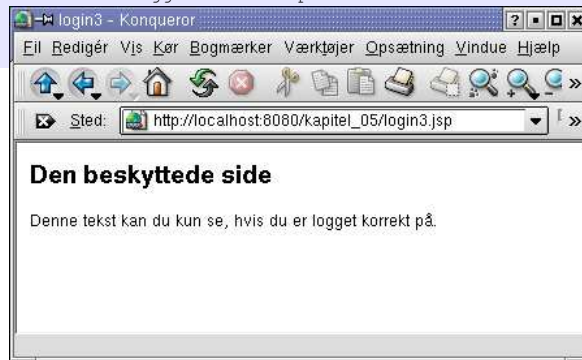 login3 - Konqueror
Fil Redigér Vis Kør Bogmærker Værktøjer Opsætning Vindue Hjælp
Sted: http://localhost:8080/kapitel_05/login3.jsp
Den beskyttede side
Denne tekst kan du kun se, hvis du er logget korrekt på.